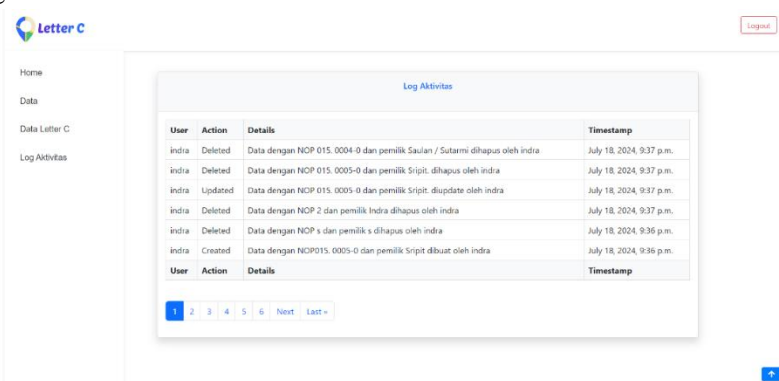 Letter C
Logout
Home
Data
Data Letter C
Log Aktivitas
Log Aktivitas
User Action Details Timestamp
indra Deleted Data dengan NOP 015. 0004-0 dan pemilik Saulan / Sutarmi dihapus oleh indra July 18, 2024, 9:37 p.m.
indra Deleted Data dengan NOP 015. 0005-0 dan pemilik Sripit. dihapus oleh indra July 18, 2024, 9:37 p.m.
indra Updated Data dengan NOP 015. 0005-0 dan pemilik Sripit. diupdate oleh indra July 18, 2024, 9:37 p.m.
indra Deleted Data dengan NOP 2 dan pemilik Indra dihapus oleh indra July 18, 2024, 9:37 p.m.
indra Deleted Data dengan NOP s dan pemilik s dihapus oleh indra July 18, 2024, 9:36 p.m.
indra Created Data dengan NOP015. 0005-0 dan pemilik Sripit dibuat oleh indra July 18, 2024, 9:36 p.m.
User Action Details Timestamp
1 2 3 4 5 6 Next Last »